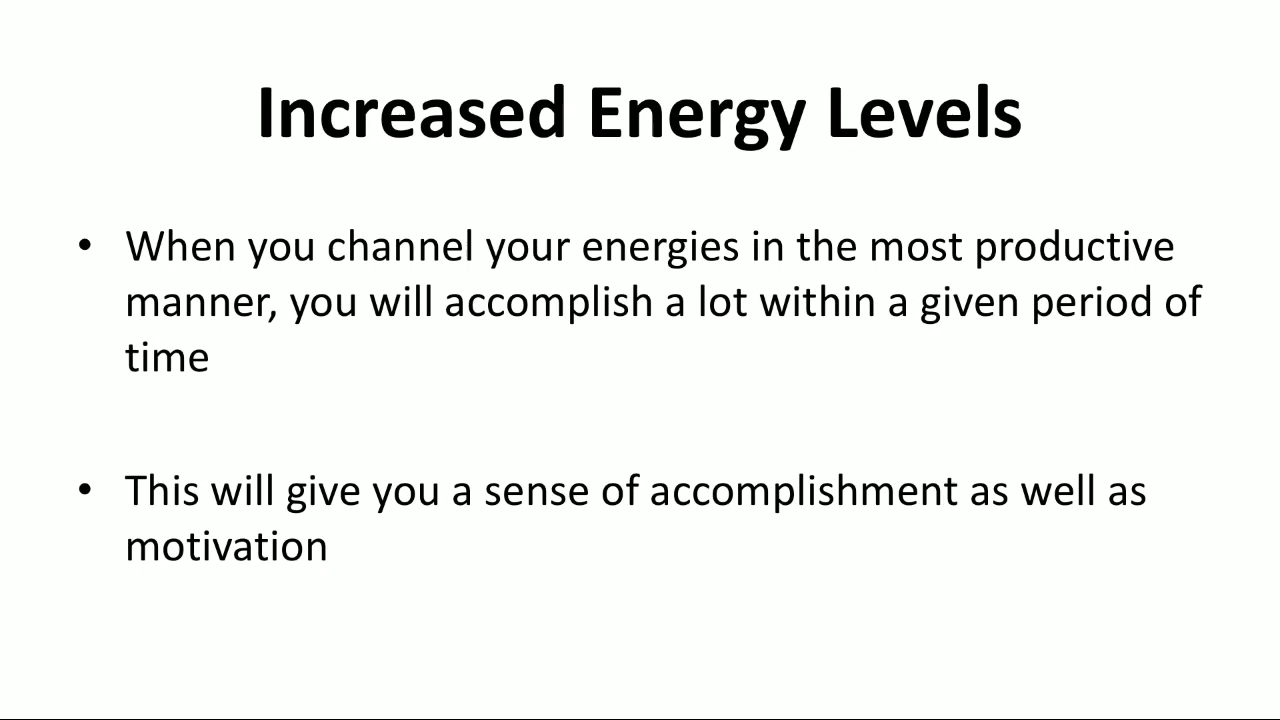 Increased Energy Levels
• When you channel your energies in the most productive
manner, you will accomplish a lot within a given period of
time
• This will give you a sense of accomplishment as well as
motivation